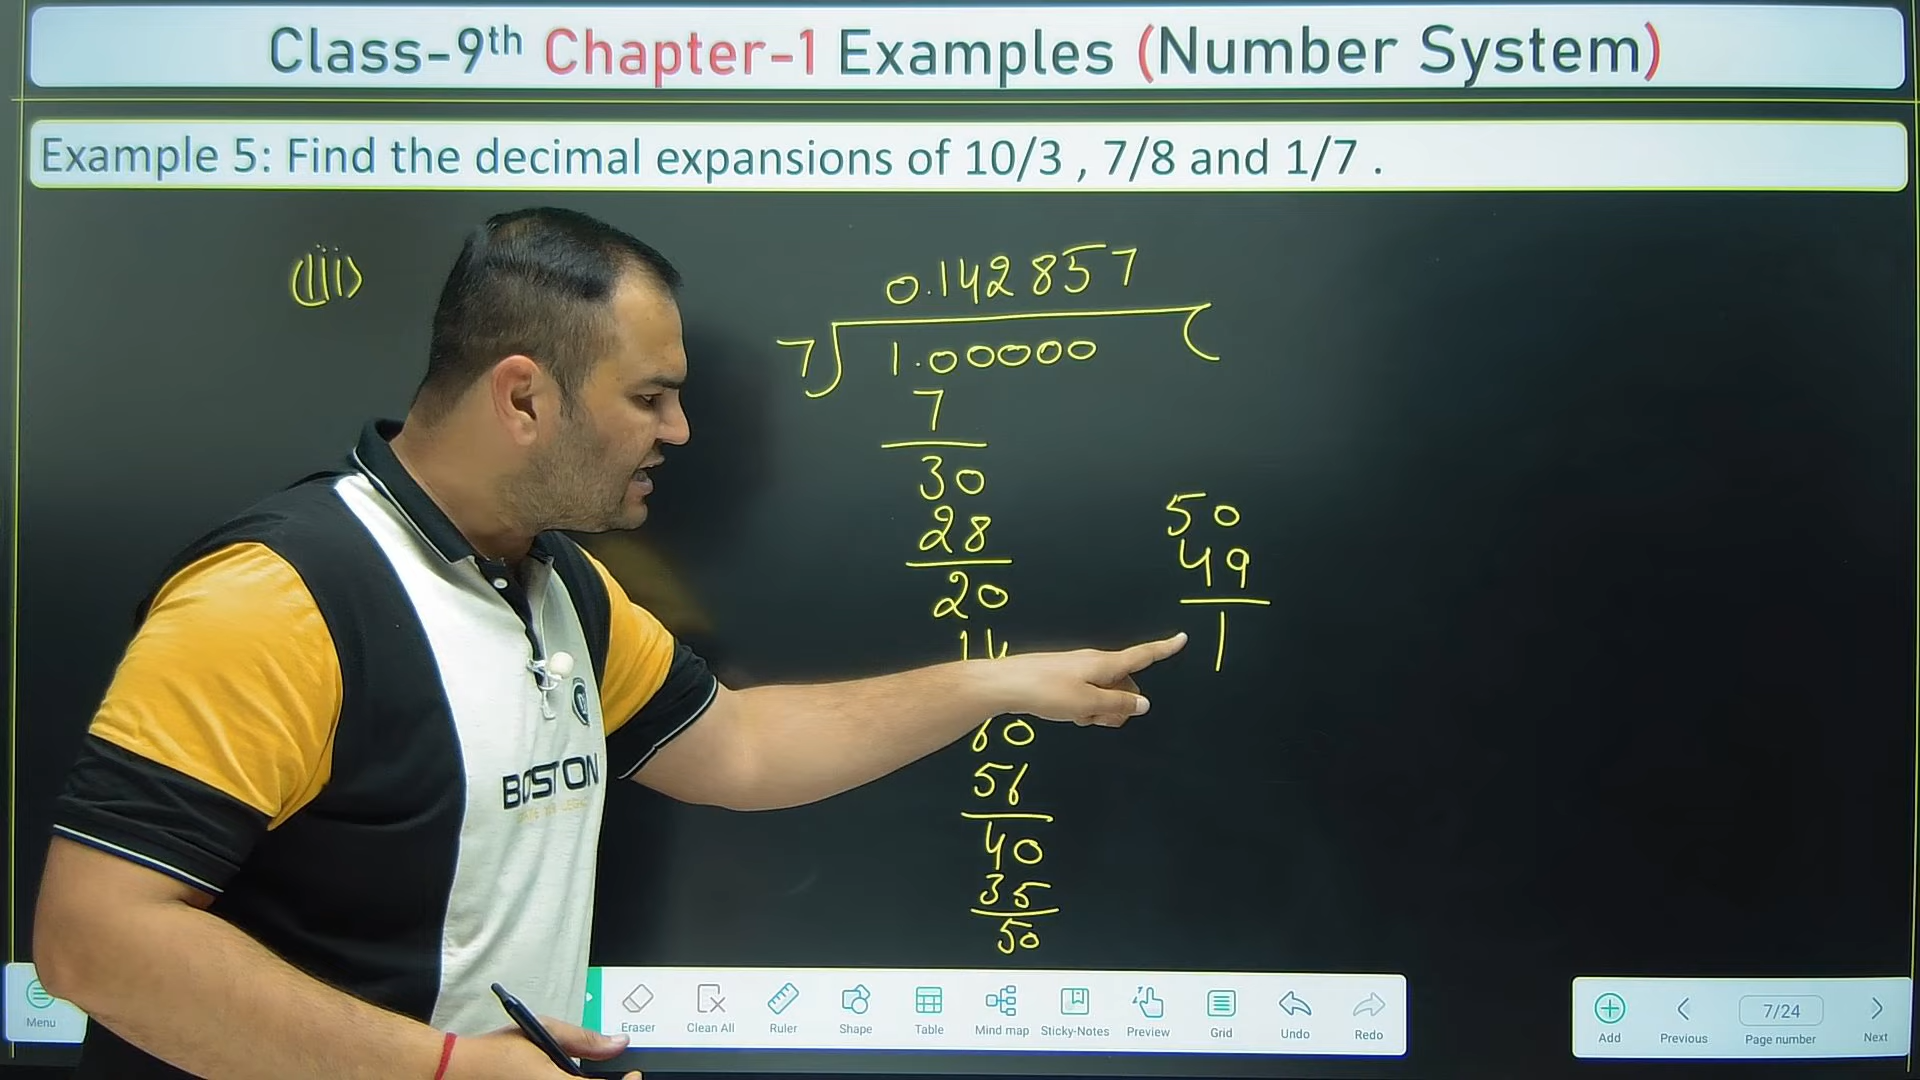 Class-9th Chapter-1 Examples (Number System)
Example 5: Find the decimal expansions of 10/3 , 7/8 and 1/7 .
(iii)
0.142857
7 1.00000
7
30
28
20
14
60
56
40
35
50
50
49
1
BOSTON
Menu
Eraser
Clean All
Ruler
Shape
Table
Mind map
Sticky-Notes
Preview
Grid
Undo
Redo
Add
Previous
7/24
Page number
Next